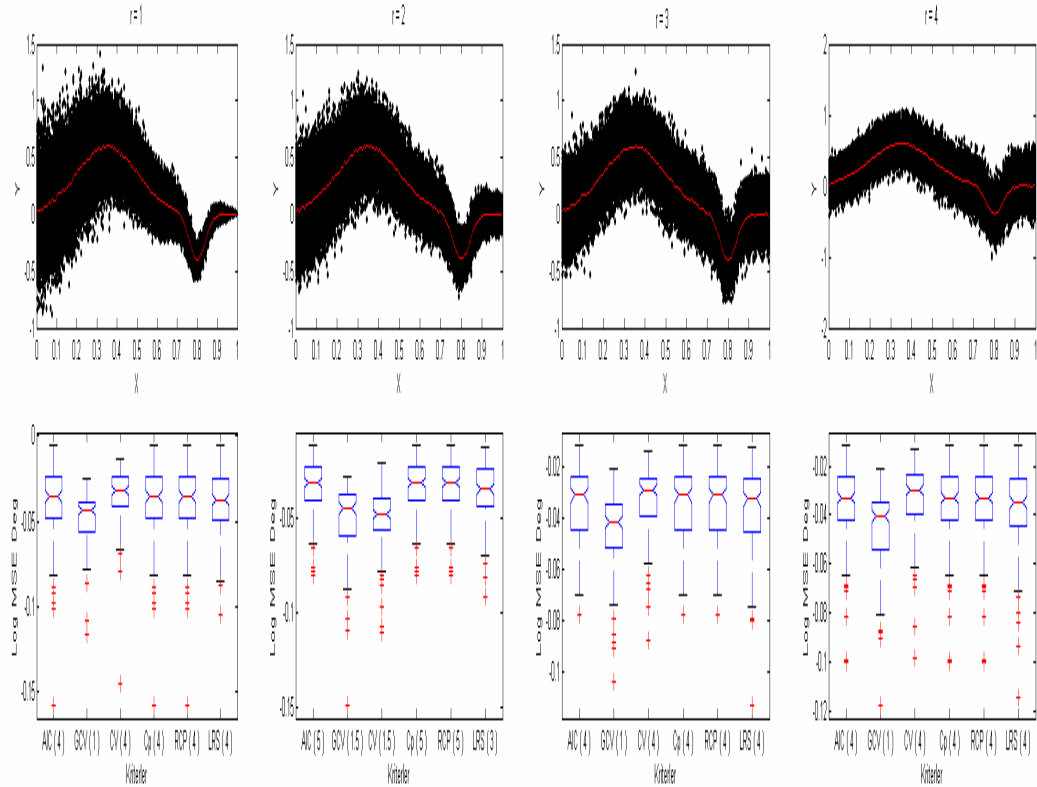 r=1
r=2
r=3
r=4
1.5
1
0.5
0
-0.5
-1
Y
0 0.1 0.2 0.3 0.4 0.5 0.6 0.7 0.8 0.9 1
X
1.5
1
0.5
0
-0.5
-1
Y
0 0.1 0.2 0.3 0.4 0.5 0.6 0.7 0.8 0.9 1
X
1.5
1
0.5
0
-0.5
-1
Y
0 0.1 0.2 0.3 0.4 0.5 0.6 0.7 0.8 0.9 1
X
2
1
0
-1
-2
Y
0 0.1 0.2 0.3 0.4 0.5 0.6 0.7 0.8 0.9 1
X
0
-0.05
-0.1
-0.15
Log MSE Deg
AIC ( 4 ) GCV ( 1 ) CV ( 4 ) Cp ( 4 ) RCP ( 4 ) LRS ( 4 )
Kriterler
-0.05
-0.1
-0.15
Log MSE Deg
AIC ( 5 ) GCV ( 1.5 ) CV ( 1.5 ) Cp ( 5 ) RCP ( 5 ) LRS ( 3 )
Kriterler
-0.02
-0.04
-0.06
-0.08
-0.1
Log MSE Deg
AIC ( 4 ) GCV ( 1 ) CV ( 4 ) Cp ( 4 ) RCP ( 4 ) LRS ( 4 )
Kriterler
-0.02
-0.04
-0.06
-0.08
-0.1
-0.12
Log MSE Deg
AIC ( 4 ) GCV ( 1 ) CV ( 4 ) Cp ( 4 ) RCP ( 4 ) LRS ( 4 )
Kriterler